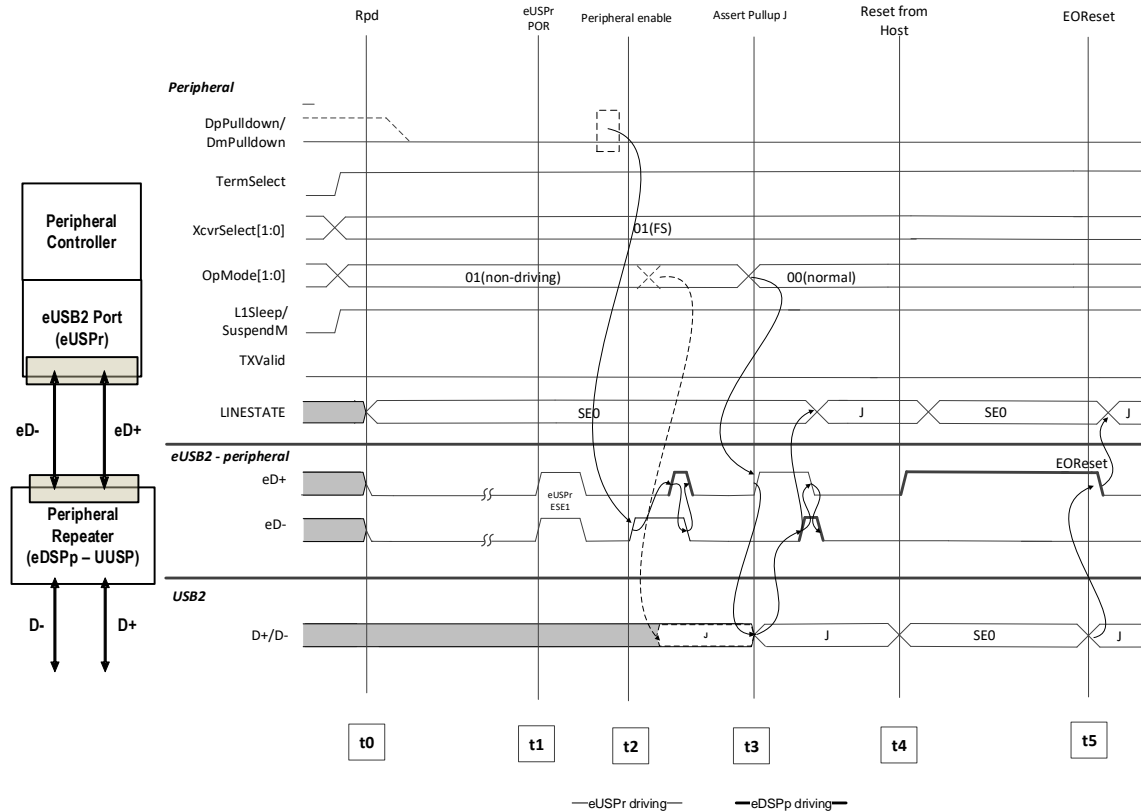 Rpd
eUSPr
POR
Peripheral enable
Assert Pullup J
Reset from
Host
EOReset
Peripheral
DpPulldown/
DmPulldown
TermSelect
XcvrSelect[1:0]
01(FS)
OpMode[1:0]
01(non-driving)
00(normal)
L1Sleep/
SuspendM
TXValid
LINESTATE
SE0
J
SE0
J
eUSB2 - peripheral
eD+
eUSPr
ESE1
EOReset
eD-
USB2
D+/D-
J
J
SE0
J
t0
t1
t2
t3
t4
t5
eUSPr driving
eDSPp driving
Peripheral
Controller
eUSB2 Port
(eUSPr)
eD-
eD+
Peripheral
Repeater
(eDSPp – UUSP)
D-
D+